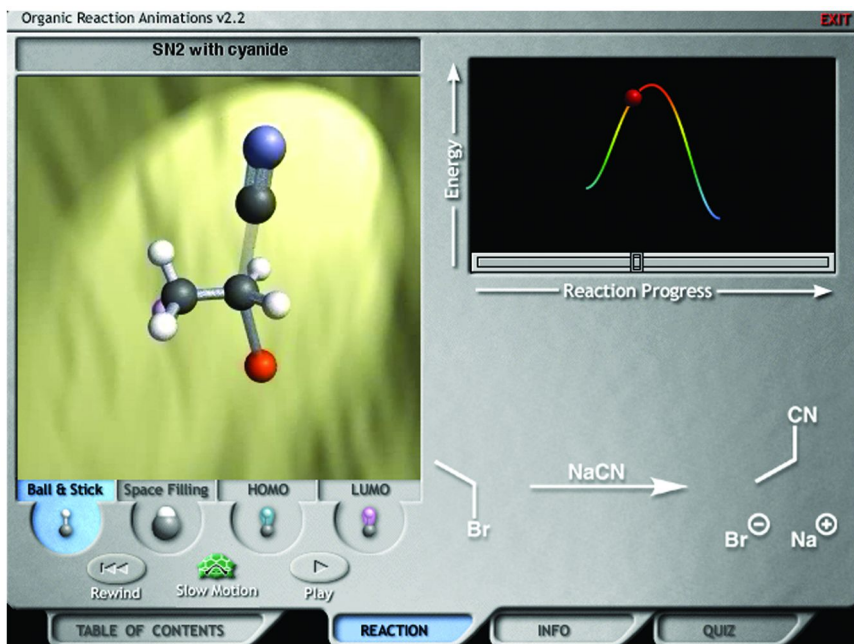 Organic Reaction Animations v2.2
EXIT
SN2 with cyanide
Energy
Reaction Progress
Ball & Stick
Space Filling
HOMO
LUMO
Rewind
Slow Motion
Play
Br
NaCN
CN
Br⊖ Na⊕
TABLE OF CONTENTS
REACTION
INFO
QUIZ